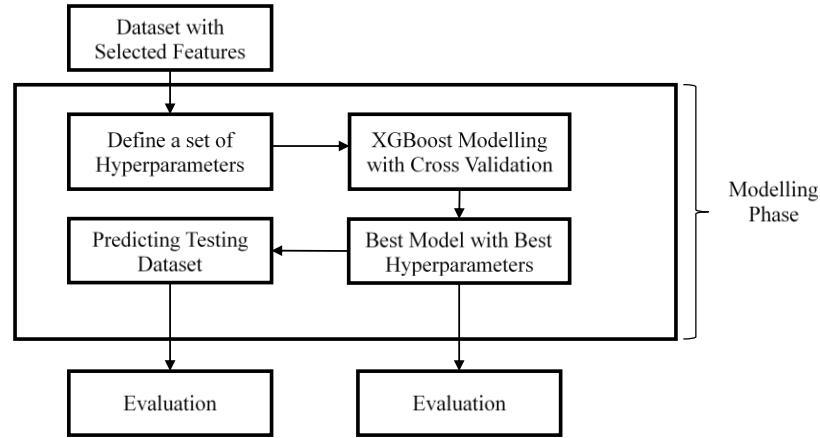 Dataset with
Selected Features
Define a set of
Hyperparameters
XGBoost Modelling
with Cross Validation
Modelling
Phase
Predicting Testing
Dataset
Best Model with Best
Hyperparameters
Evaluation
Evaluation